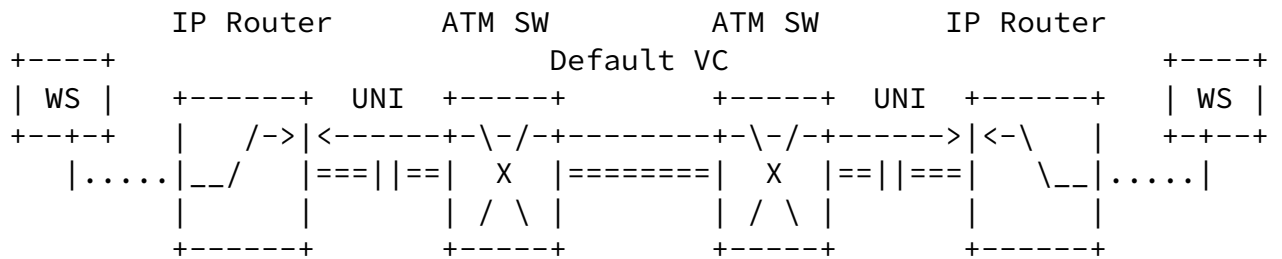 IP Router ATM SW ATM SW IP Router
Default VC
WS UNI UNI WS
X X